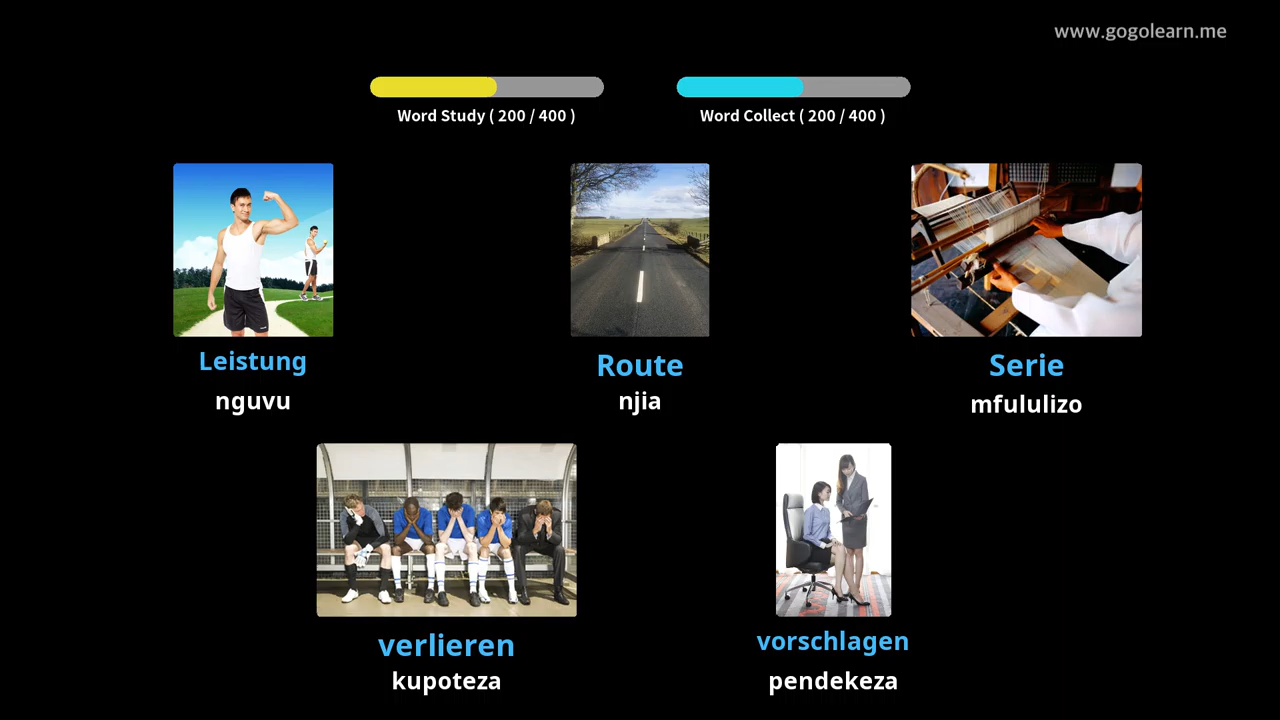 www.gogolearn.me
Word Study ( 200 / 400 )
Word Collect ( 200 / 400 )
Leistung
nguvu
Route
njia
Serie
mfululizo
verlieren
kupoteza
vorschlagen
pendekeza